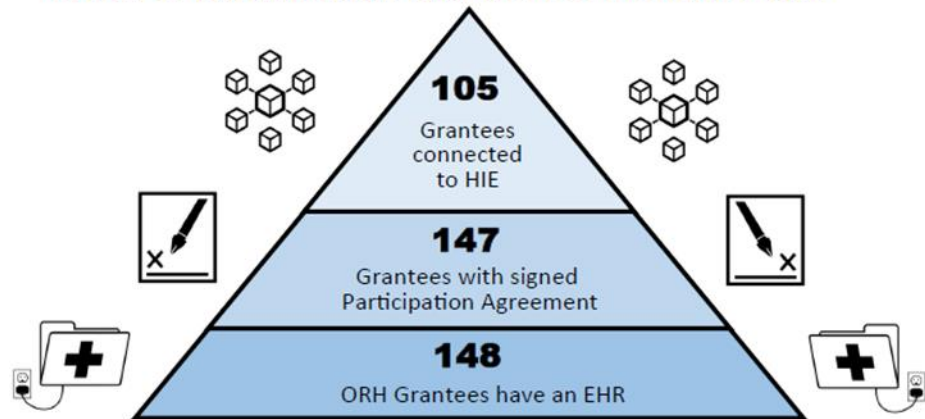 105
Grantees
connected
to HIE
147
Grantees with signed
Participation Agreement
148
ORH Grantees have an EHR